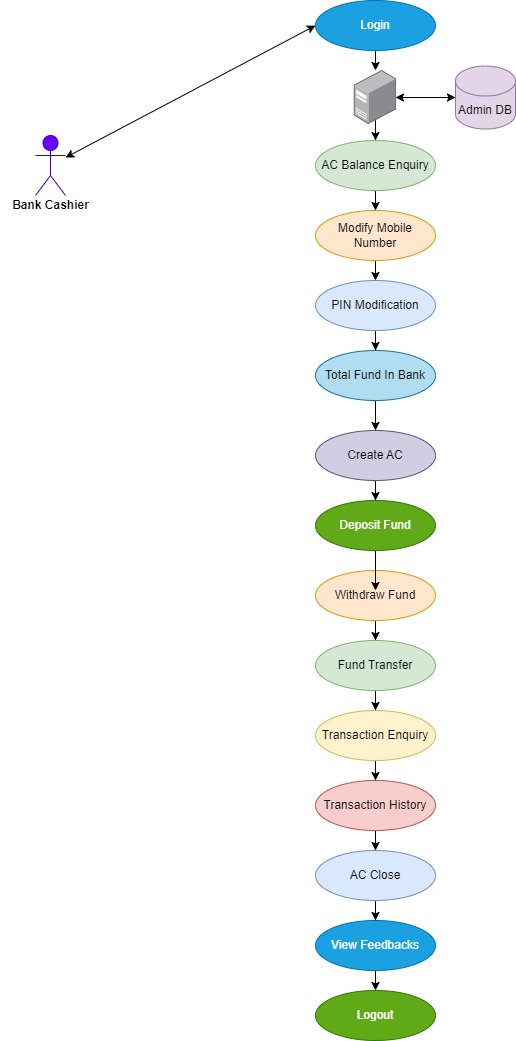 Login
Admin DB
AC Balance Enquiry
Bank Cashier
Modify Mobile
Number
PIN Modification
Total Fund In Bank
Create AC
Deposit Fund
Withdraw Fund
Fund Transfer
Transaction Enquiry
Transaction History
AC Close
View Feedbacks
Logout